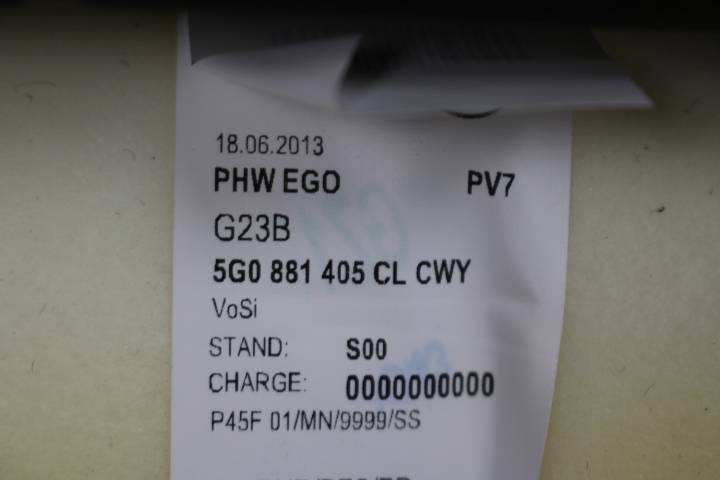 18.06.2013
PHW EGO PV7
G23B
5G0 881 405 CL CWY
VoSi
STAND: S00
CHARGE: 0000000000
P45F 01/MN/9999/SS